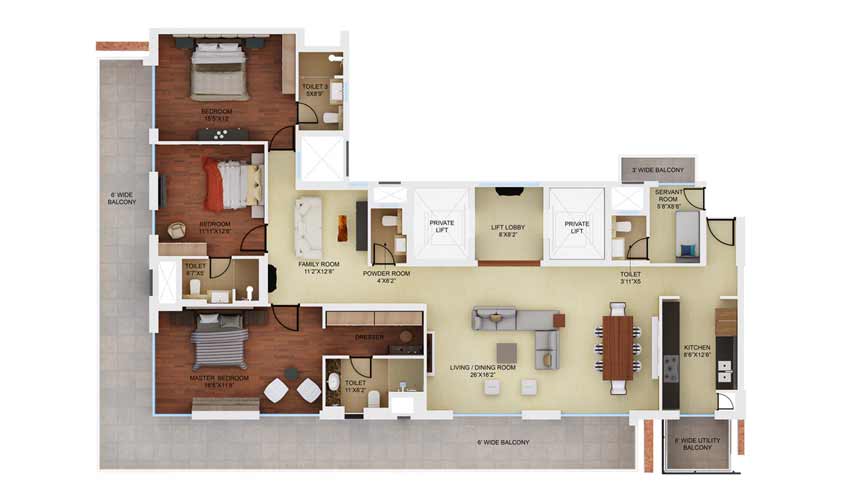 BEDROOM
15'5"X12'
TOILET 3
5'X8'9"
6' WIDE
BALCONY
BEDROOM
11'11"X12'6"
TOILET
8'7"X5'
FAMILY ROOM
11'2"X12'8"
POWDER ROOM
4'X6'2"
PRIVATE
LIFT
LIFT LOBBY
8'X8'2"
PRIVATE
LIFT
3' WIDE BALCONY
SERVANT
ROOM
5'8"X8'6"
TOILET
3'11"X5'
MASTER BEDROOM
16'5"X11'6"
DRESSER
TOILET
11'X6'2"
LIVING / DINING ROOM
26'X16'2"
KITCHEN
8'6"X12'6"
6' WIDE BALCONY
6' WIDE UTILITY
BALCONY